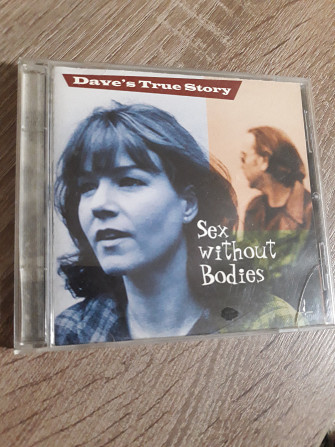 Dave's True Story
Sex
without
Bodies